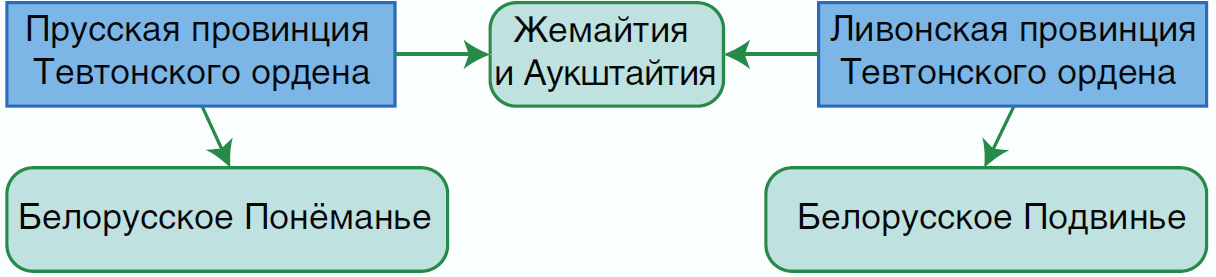 Прусская провинция
Тевтонского ордена
Жемайтия
и Аукштайтия
Ливонская провинция
Тевтонского ордена
Белорусское Понёманье
Белорусское Подвинье